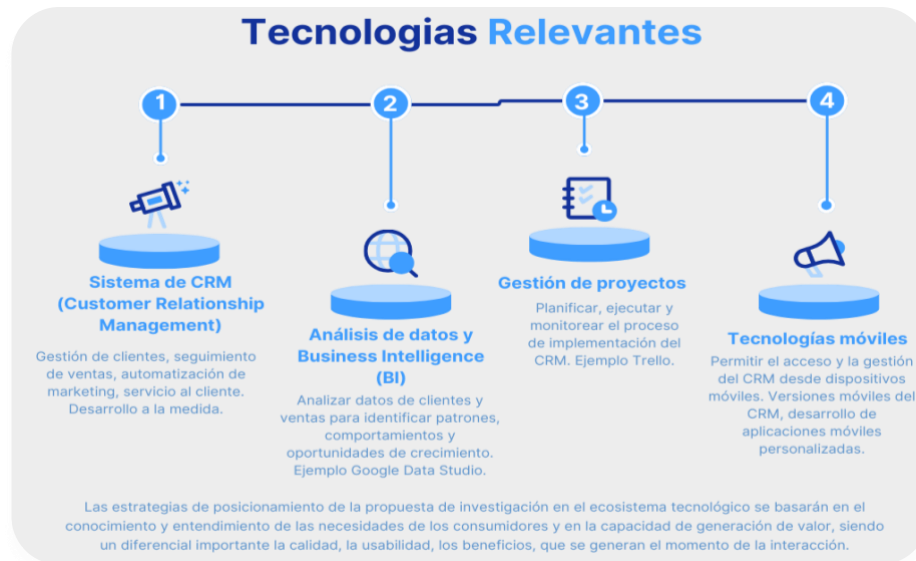 Tecnologias Relevantes
1
2
3
4
Sistema de CRM
(Customer Relationship
Management)
Gestión de clientes, seguimiento
de ventas, automatización de
marketing, servicio al cliente.
Desarrollo a la medida.
Análisis de datos y
Business Intelligence
(BI)
Analizar datos de clientes y
ventas para identificar patrones,
comportamientos y
oportunidades de crecimiento.
Ejemplo Google Data Studio.
Gestión de proyectos
Planificar, ejecutar y
monitorear el proceso
de implementación del
CRM. Ejemplo Trello.
Tecnologías móviles
Permitir el acceso y la gestión
del CRM desde dispositivos
móviles. Versiones móviles del
CRM, desarrollo de
aplicaciones móviles
personalizadas.
Las estrategias de posicionamiento de la propuesta de investigación en el ecosistema tecnológico se basarán en el
conocimiento y entendimiento de las necesidades de los consumidores y en la capacidad de generación de valor, siendo
un diferencial importante la calidad, la usabilidad, los beneficios, que se generan el momento de la interacción.